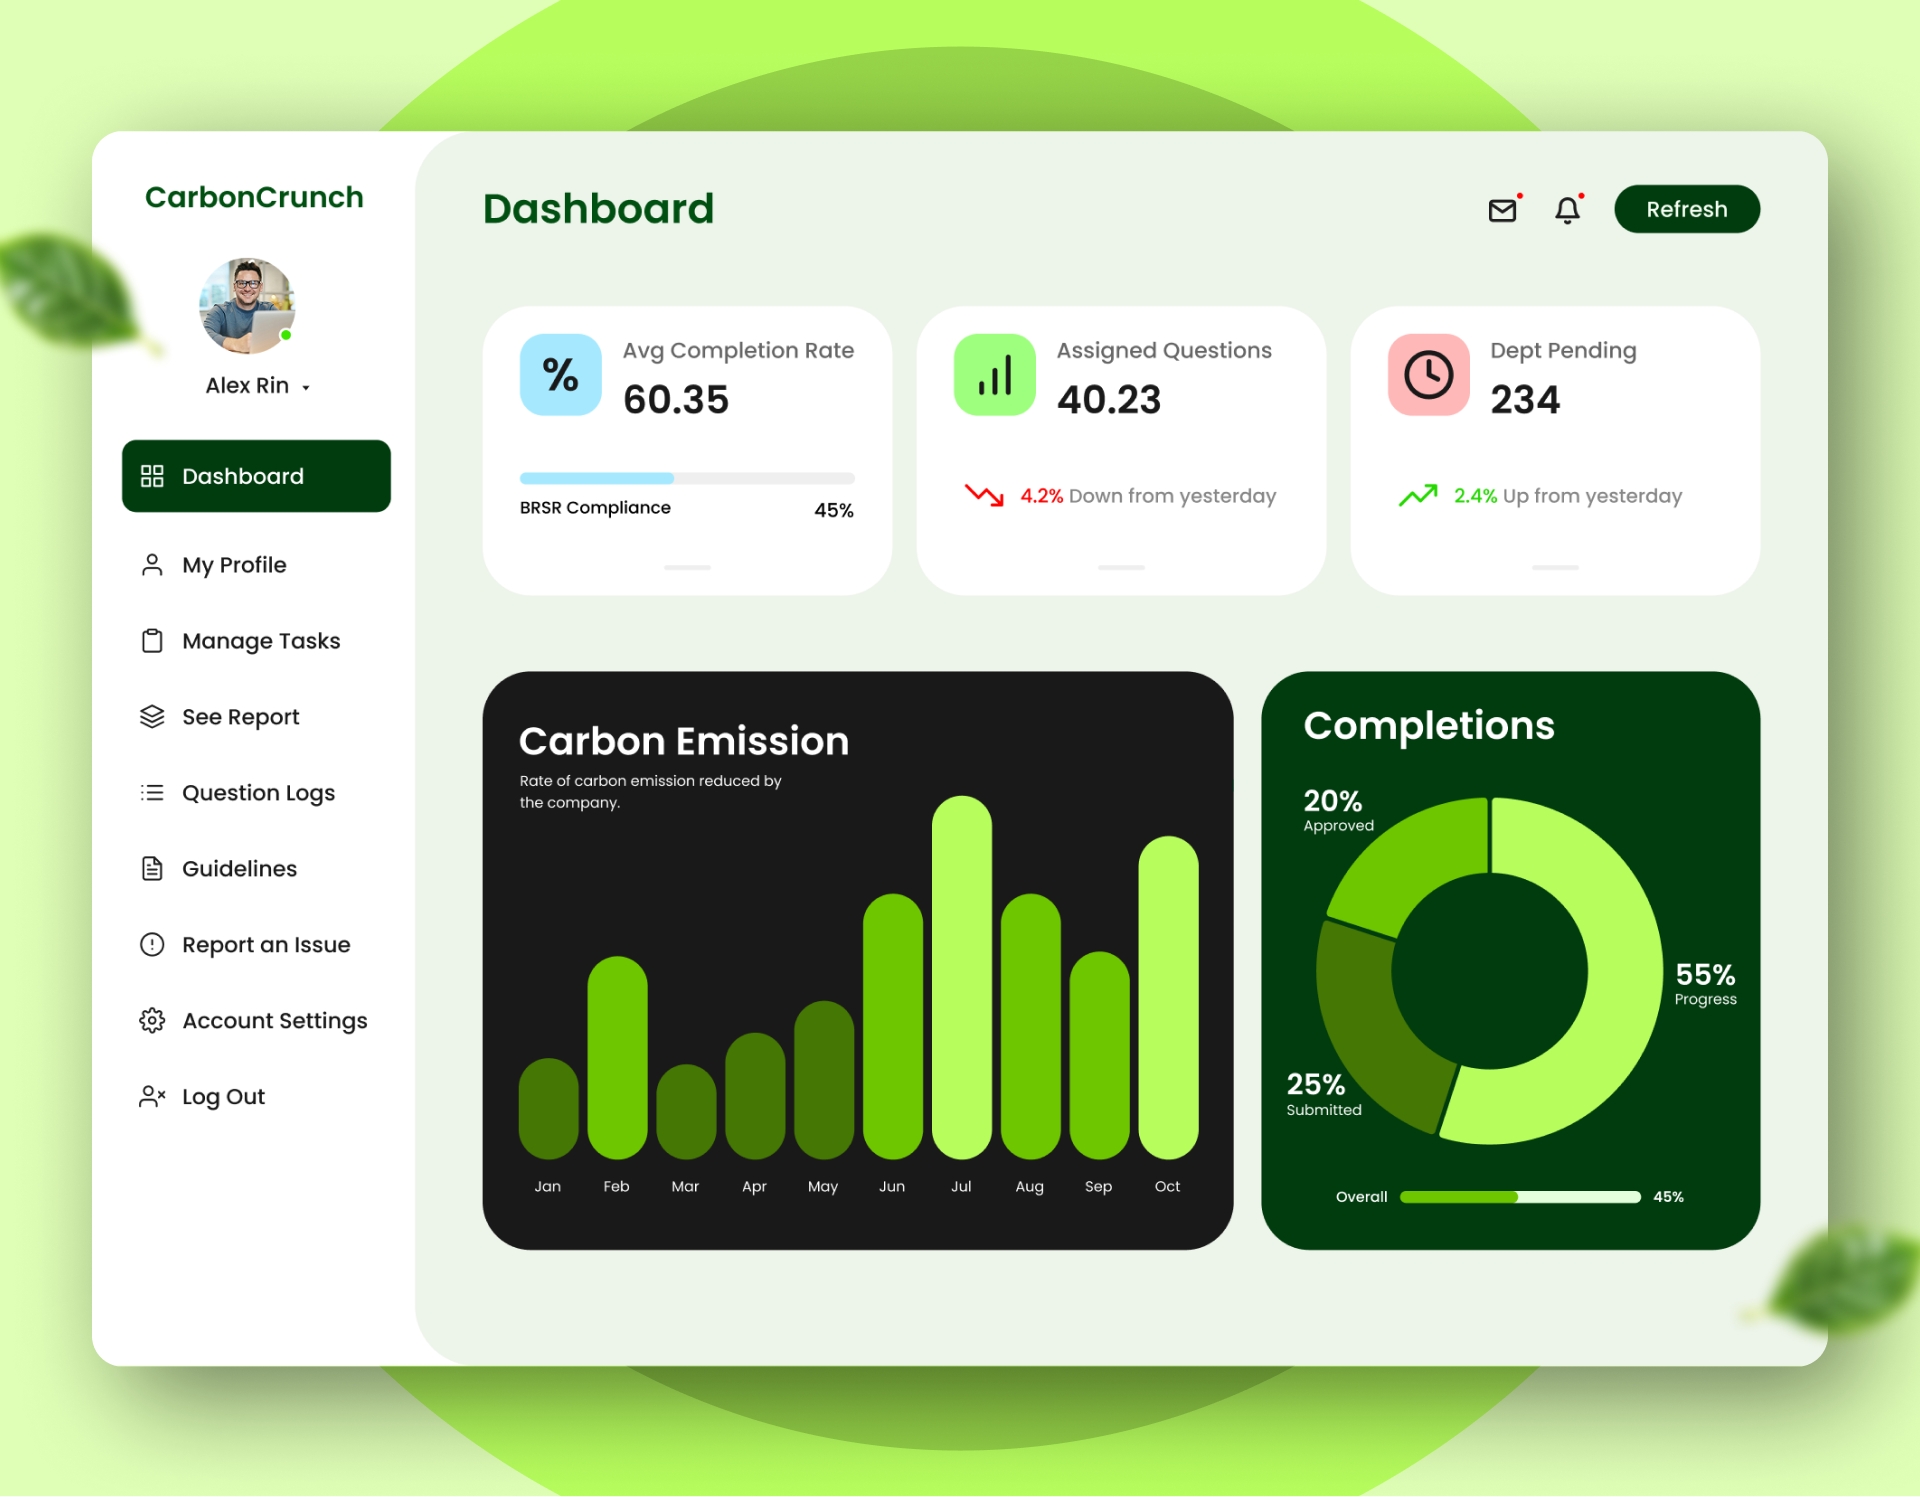 CarbonCrunch
Alex Rin
Dashboard
My Profile
Manage Tasks
See Report
Question Logs
Guidelines
Report an Issue
Account Settings
Log Out
Dashboard
Refresh
%
Avg Completion Rate
60.35
BRSR Compliance 45%
Assigned Questions
40.23
4.2% Down from yesterday
Dept Pending
234
2.4% Up from yesterday
Carbon Emission
Rate of carbon emission reduced by
the company.
Jan Feb Mar Apr May Jun Jul Aug Sep Oct
Completions
20%
Approved
55%
Progress
25%
Submitted
Overall 45%